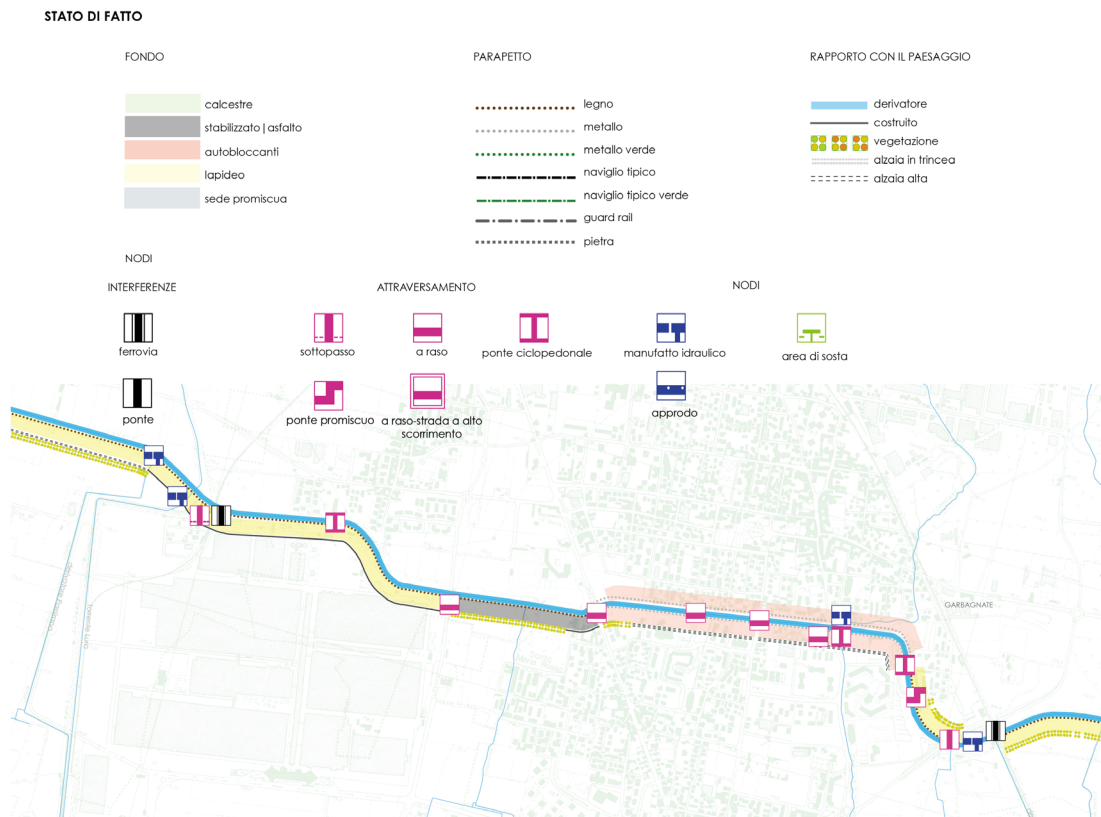 STATO DI FATTO
FONDO
PARAPETTO
RAPPORTO CON IL PAESAGGIO
calcestre
stabilizzato|asfalto
autobloccanti
lapideo
sede promiscua
legno
metallo
metallo verde
naviglio tipico
naviglio tipico verde
guard rail
pietra
derivatore
costruito
vegetazione
alzaia in trincea
alzaia alta
NODI
INTERFERENZE
ATTRAVERSAMENTO
NODI
ferrovia
sottopasso
a raso
ponte ciclopedonale
manufatto idraulico
area di sosta
ponte
ponte promiscuo
a raso-strada a alto
scorrimento
approdo
GARBAGNATE